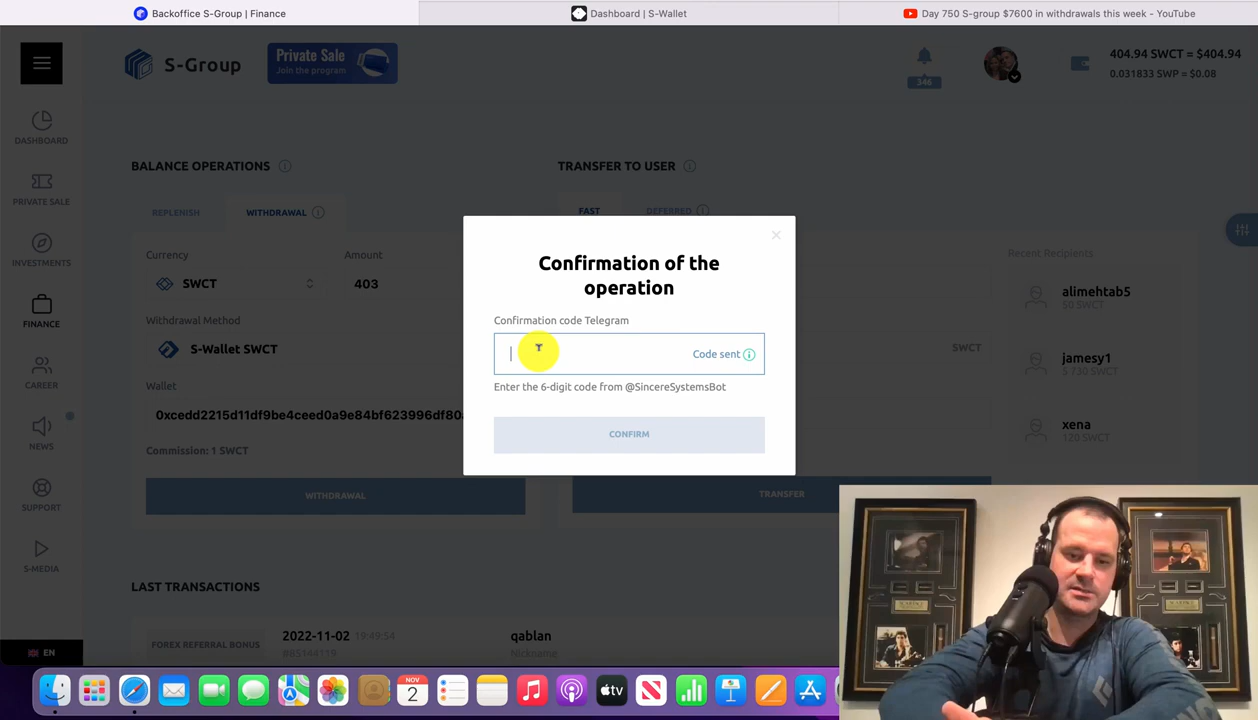 Backoffice S-Group | Finance
Dashboard | S-Wallet
Day 750 S-group $7600 in withdrawals this week - YouTube
S-Group
Private Sale
Join the program
346
404.94 SWCT = $404.94
0.031833 SWP = $0.08
DASHBOARD
PRIVATE SALE
INVESTMENTS
FINANCE
CAREER
NEWS
SUPPORT
S-MEDIA
EN
BALANCE OPERATIONS
TRANSFER TO USER
REPLENISH
WITHDRAWAL
FAST
DEFERRED
Currency
Amount
SWCT
403
Withdrawal Method
S-Wallet SWCT
Wallet
0xcedd2215d11df9be4ceed0a9e84bf623996df80a
Commission: 1 SWCT
WITHDRAWAL
SWCT
TRANSFER
Recent Recipients
alimehtab5
50 SWCT
jamesy1
5 730 SWCT
xena
120 SWCT
Confirmation of the
operation
Confirmation code Telegram
Code sent
Enter the 6-digit code from @SincereSystemsBot
CONFIRM
LAST TRANSACTIONS
FOREX REFERRAL BONUS
2022-11-02 19:49:54
qablan
Nickname
NOV
2
tv